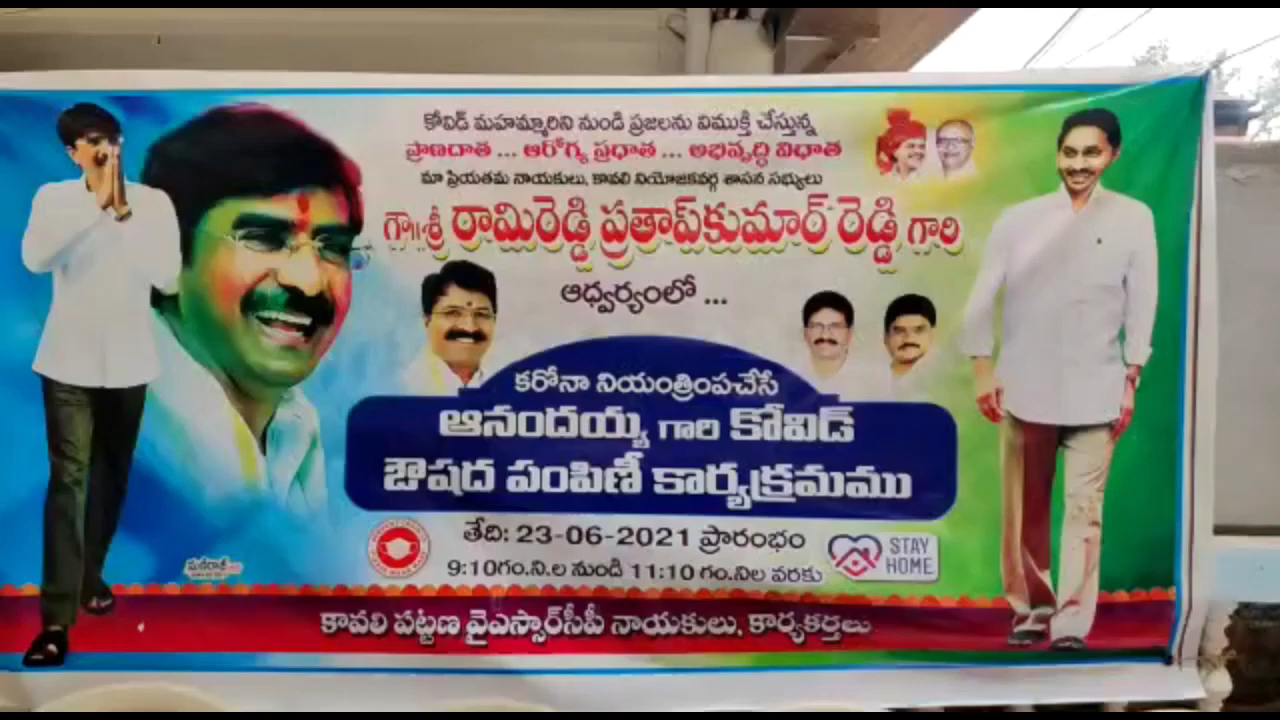 కోవిడ్ మహమ్మారిని నుండి ప్రజలను విముక్తి చేస్తున్న
ప్రాణదాత ... ఆరోగ్య ప్రధాత ... అభివృద్ధి విధాత
మా ప్రియతమ నాయకులు, కావలి నియోజకవర్గ శాసన సభ్యులు
గౌ॥శ్రీ రామిరెడ్డి ప్రతాప్‌కుమార్ రెడ్డి గారి
ఆధ్వర్యంలో ...
కరోనా నియంత్రింపచేసే
ఆనందయ్య గారి కోవిడ్
ఔషద పంపిణీ కార్యక్రమము
తేది: 23-06-2021 ప్రారంభం
9:10గం.ని.ల నుండి 11:10 గం.నిల వరకు
STAY
HOME
కావలి పట్టణ వైఎస్సార్‌సీపీ నాయకులు, కార్యకర్తలు